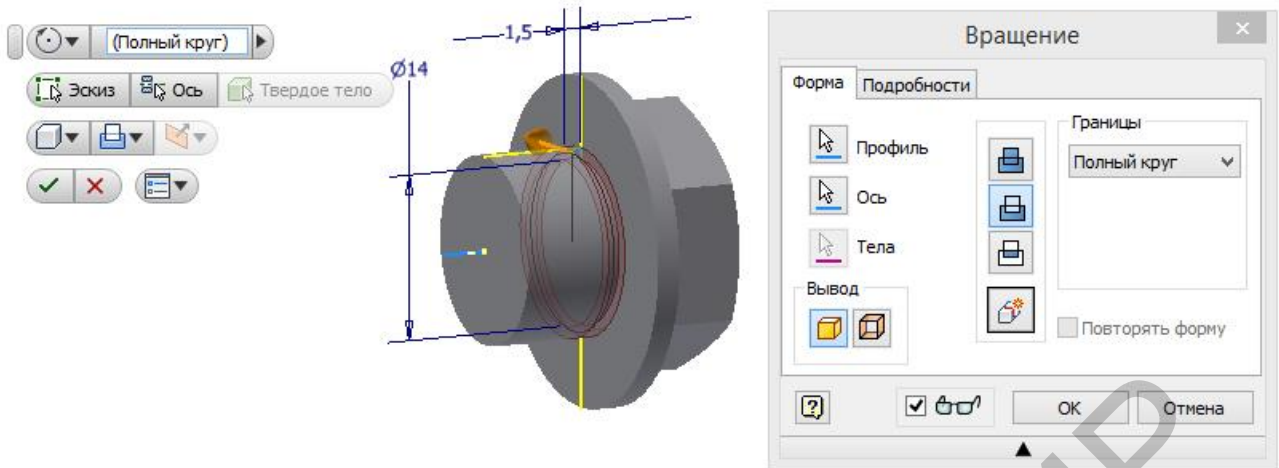 (Полный круг)
Эскиз
Ось
Твердое тело
1,5
Ø14
Вращение
Форма
Подробности
Профиль
Ось
Тела
Вывод
Границы
Полный круг
Повторять форму
ОК
Отмена